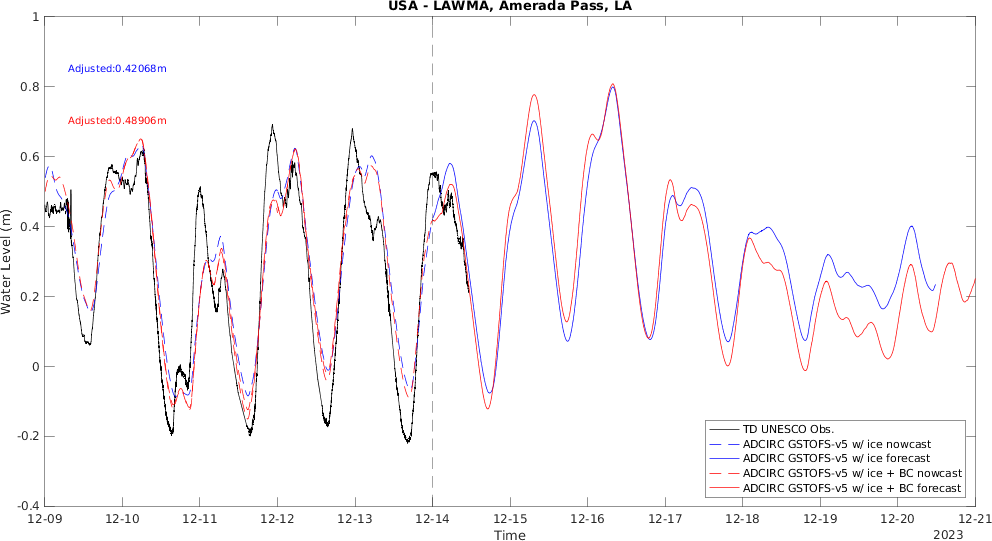 USA - LAWMA, Amerada Pass, LA
Water Level (m)
1
0.8
0.6
0.4
0.2
0
-0.2
-0.4
Adjusted:0.42068m
Adjusted:0.48906m
TD UNESCO Obs.
ADCIRC GSTOFS-v5 w/ ice nowcast
ADCIRC GSTOFS-v5 w/ ice forecast
ADCIRC GSTOFS-v5 w/ ice + BC nowcast
ADCIRC GSTOFS-v5 w/ ice + BC forecast
12-09 12-10 12-11 12-12 12-13 12-14 12-15 12-16 12-17 12-18 12-19 12-20 12-21
Time
2023